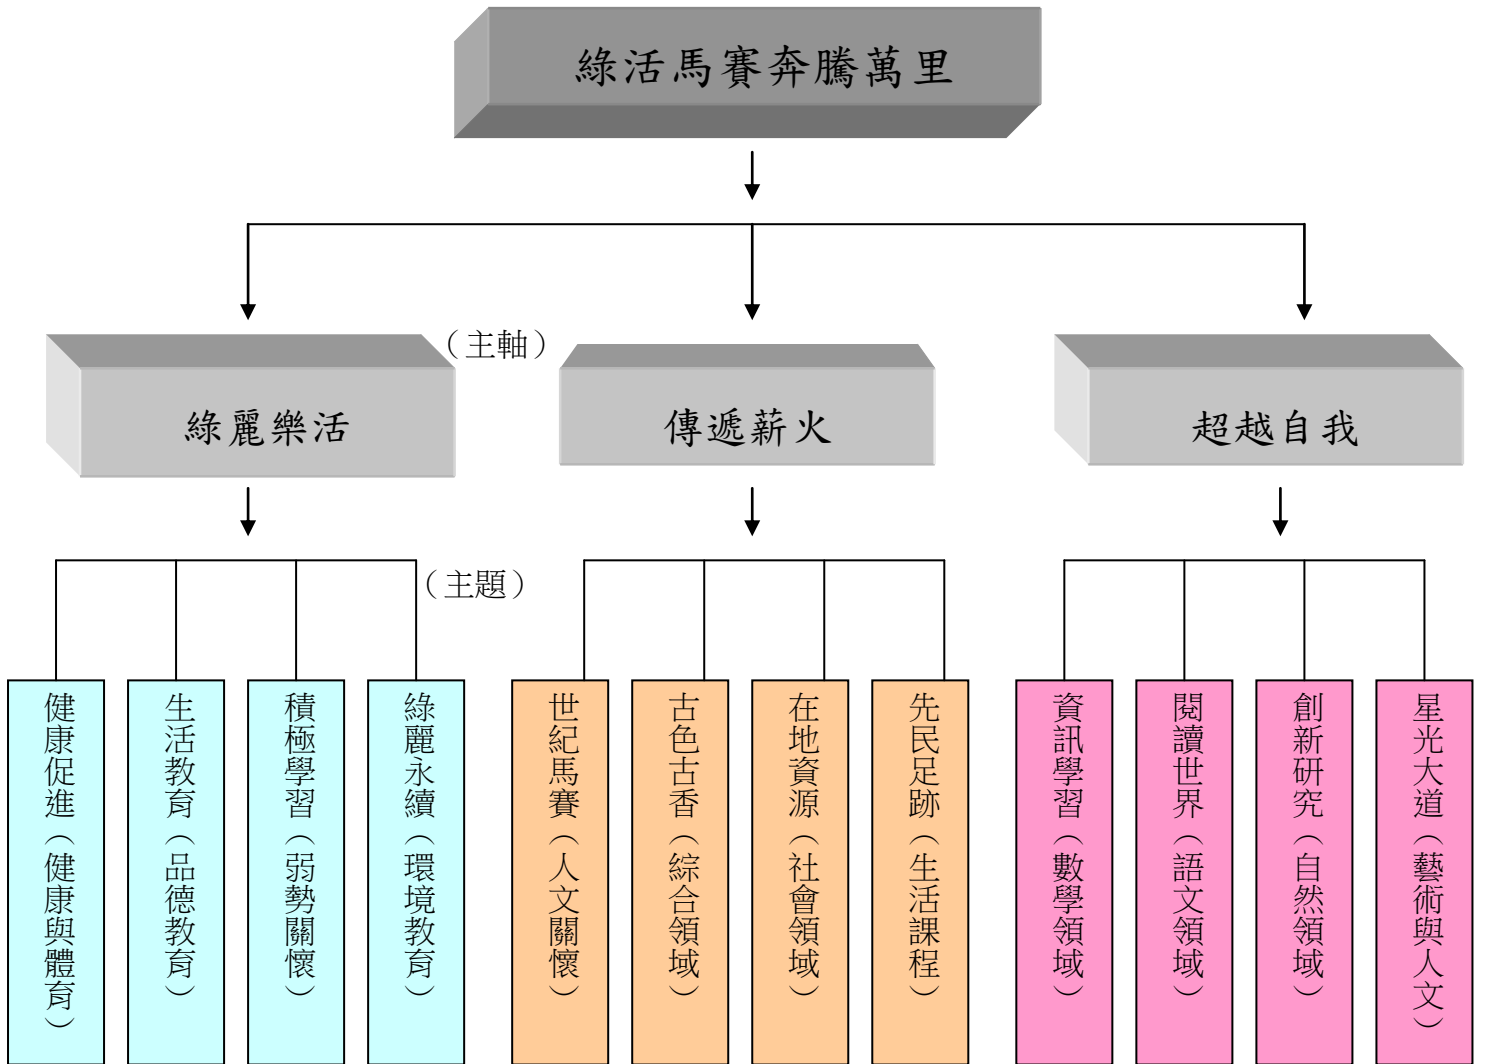 綠活馬賽奔騰萬里
（主軸）
綠麗樂活
傳遞薪火
超越自我
（主題）
健康促進（健康與體育）
生活教育（品德教育）
積極學習（弱勢關懷）
綠麗永續（環境教育）
世紀馬賽（人文關懷）
古色古香（綜合領域）
在地資源（社會領域）
先民足跡（生活課程）
資訊學習（數學領域）
閱讀世界（語文領域）
創新研究（自然領域）
星光大道（藝術與人文）